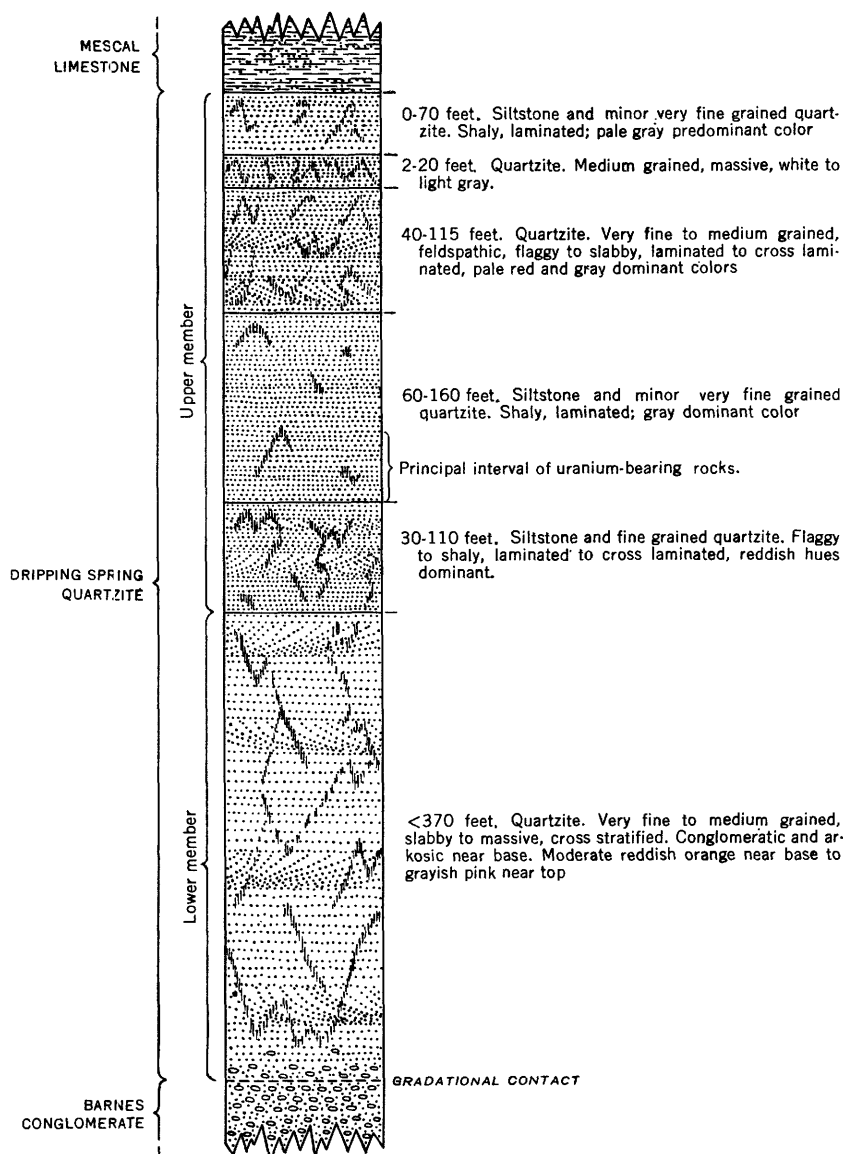 MESCAL
LIMESTONE
0-70 feet. Siltstone and minor very fine grained quart-
zite. Shaly, laminated; pale gray predominant color
2-20 feet. Quartzite. Medium grained, massive, white to
light gray.
40-115 feet. Quartzite. Very fine to medium grained,
feldspathic, flaggy to slabby, laminated to cross lami-
nated, pale red and gray dominant colors
Upper member
60-160 feet. Siltstone and minor very fine grained
quartzite. Shaly, laminated; gray dominant color
Principal interval of uranium-bearing rocks.
30-110 feet. Siltstone and fine grained quartzite. Flaggy
to shaly, laminated to cross laminated, reddish hues
dominant.
DRIPPING SPRING
QUARTZITE
Lower member
<370 feet. Quartzite. Very fine to medium grained,
slabby to massive, cross stratified. Conglomeratic and ar-
kosic near base. Moderate reddish orange near base to
grayish pink near top
GRADATIONAL CONTACT
BARNES
CONGLOMERATE